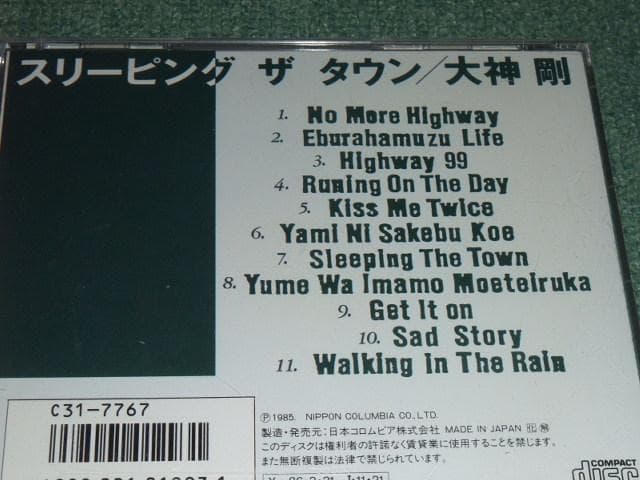 スリーピング ザ タウン/大神 剛
1. No More Highway
2. Eburahamuzu Life
3. Highway 99
4. Runing On The Day
5. Kiss Me Twice
6. Yami Ni Sakebu Koe
7. Sleeping The Town
8. Yume Wa Imamo Moeteiruka
9. Get It on
10. Sad Story
11. Walking in The Rain
C31-7767
Ⓟ1985. NIPPON COLUMBIA CO., LTD.
製造・発売元:日本コロムビア株式会社 MADE IN JAPAN
このディスクは権利者の許諾なく賃貸業に使用することを禁じます。
また無断複製は法律で禁じられています。
COMPACT
disc